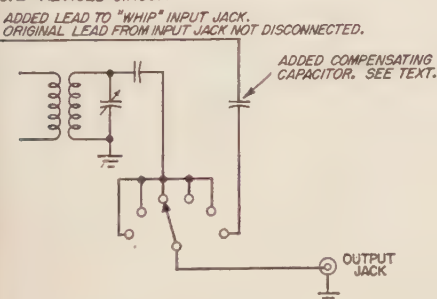 ADDED LEAD TO "WHIP" INPUT JACK.
ORIGINAL LEAD FROM INPUT JACK NOT DISCONNECTED.
ADDED COMPENSATING
CAPACITOR. SEE TEXT.
OUTPUT
JACK